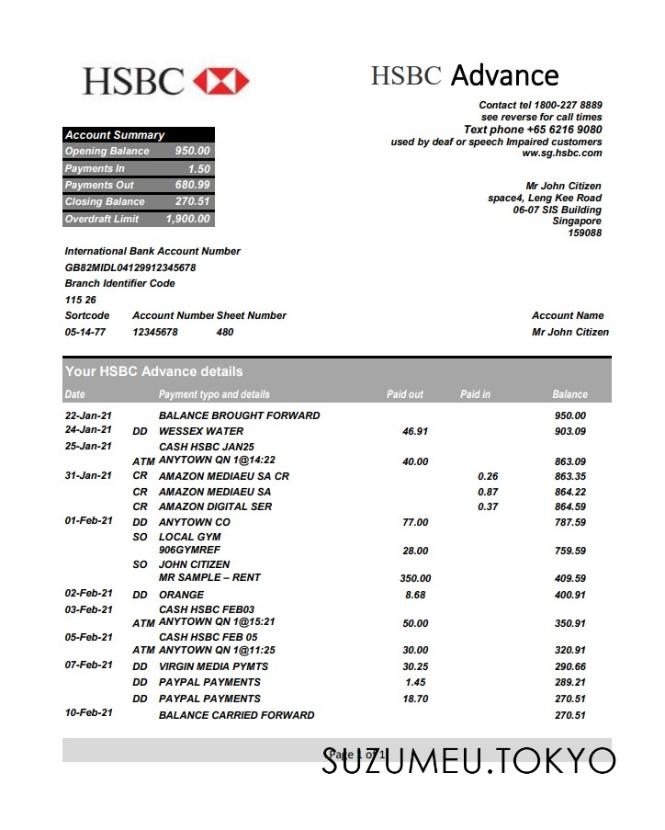 HSBC
HSBC Advance
Contact tel 1800-227 8889
see reverse for call times
Text phone +65 6216 9080
used by deaf or speech Impaired customers
ww.sg.hsbc.com
Account Summary
Opening Balance 950.00
Payments In 1.50
Payments Out 680.99
Closing Balance 270.51
Overdraft Limit 1,900.00
Mr John Citizen
space4, Leng Kee Road
06-07 SIS Building
Singapore
159088
International Bank Account Number
GB82MIDL04129912345678
Branch Identifier Code
115 26
Sortcode Account Number Sheet Number Account Name
05-14-77 12345678 480 Mr John Citizen
Your HSBC Advance details
Date Payment typo and details Paid out Paid in Balance
22-Jan-21 BALANCE BROUGHT FORWARD 950.00
24-Jan-21 DD WESSEX WATER 46.91 903.09
25-Jan-21 CASH HSBC JAN25
ATM ANYTOWN QN 1@14:22 40.00 863.09
31-Jan-21 CR AMAZON MEDIAEU SA CR 0.26 863.35
CR AMAZON MEDIAEU SA 0.87 864.22
CR AMAZON DIGITAL SER 0.37 864.59
01-Feb-21 DD ANYTOWN CO 77.00 787.59
SO LOCAL GYM
906GYMREF 28.00 759.59
SO JOHN CITIZEN
MR SAMPLE – RENT 350.00 409.59
02-Feb-21 DD ORANGE 8.68 400.91
03-Feb-21 CASH HSBC FEB03
ATM ANYTOWN QN 1@15:21 50.00 350.91
05-Feb-21 CASH HSBC FEB 05
ATM ANYTOWN QN 1@11:25 30.00 320.91
07-Feb-21 DD VIRGIN MEDIA PYMTS 30.25 290.66
DD PAYPAL PAYMENTS 1.45 289.21
DD PAYPAL PAYMENTS 18.70 270.51
10-Feb-21 BALANCE CARRIED FORWARD 270.51
Page 1 of 1
SUZUMEU.TOKYO